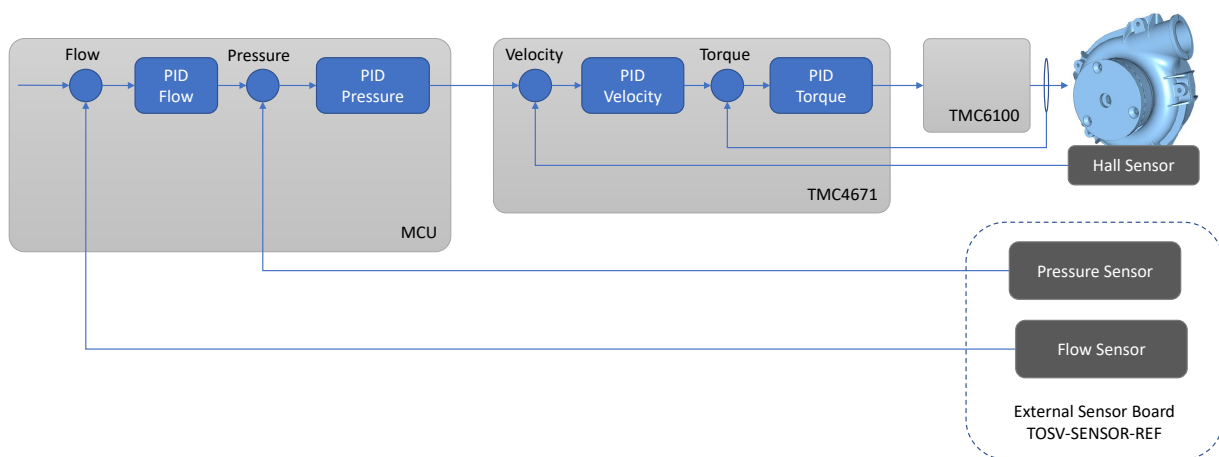 Flow
PID
Flow
Pressure
PID
Pressure
MCU
Velocity
PID
Velocity
Torque
PID
Torque
TMC4671
TMC6100
Hall Sensor
Pressure Sensor
Flow Sensor
External Sensor Board
TOSV-SENSOR-REF